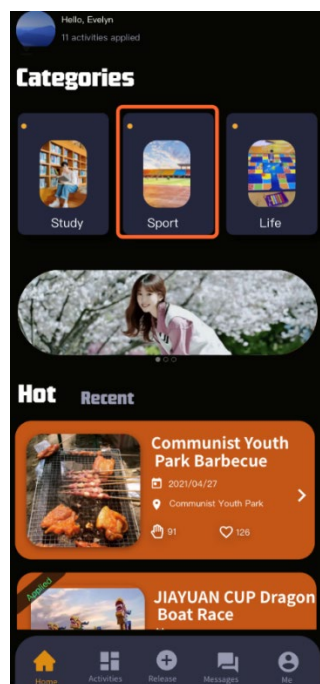 Hello, Evelyn
11 activities applied
Categories
Study
Sport
Life
Hot
Recent
Communist Youth
Park Barbecue
2021/04/27
Communist Youth Park
91
126
Applied
JIAYUAN CUP Dragon
Boat Race
Home
Activities
Release
Messages
Me